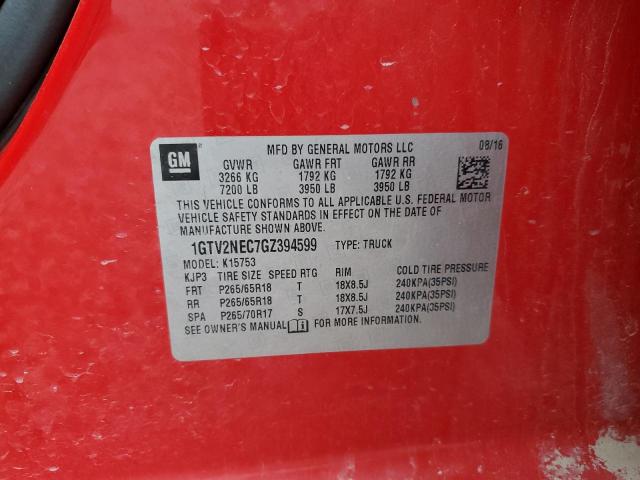 GM
MFD BY GENERAL MOTORS LLC 08/16
GVWR GAWR FRT GAWR RR
3266 KG 1792 KG 1792 KG
7200 LB 3950 LB 3950 LB
THIS VEHICLE CONFORMS TO ALL APPLICABLE U.S. FEDERAL MOTOR
VEHICLE SAFETY STANDARDS IN EFFECT ON THE DATE OF
MANUFACTURE SHOWN ABOVE.
1GTV2NEC7GZ394599 TYPE: TRUCK
MODEL: K15753
KJP3 TIRE SIZE SPEED RTG RIM COLD TIRE PRESSURE
FRT P265/65R18 T 18X8.5J 240KPA(35PSI)
RR P265/65R18 T 18X8.5J 240KPA(35PSI)
SPA P265/70R17 S 17X7.5J 240KPA(35PSI)
SEE OWNER'S MANUAL FOR MORE INFORMATION.